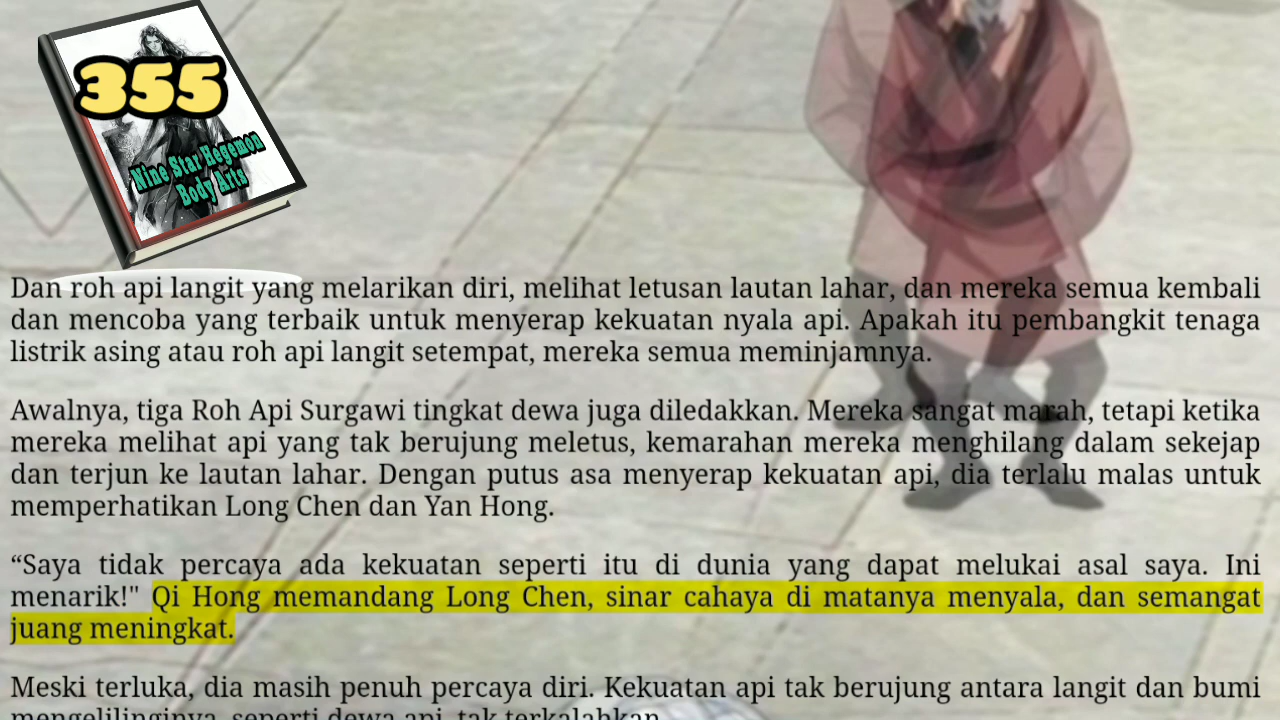 355
Nine Star Hegemon
Body Arts
Dan roh api langit yang melarikan diri, melihat letusan lautan lahar, dan mereka semua kembali
dan mencoba yang terbaik untuk menyerap kekuatan nyala api. Apakah itu pembangkit tenaga
listrik asing atau roh api langit setempat, mereka semua meminjamnya.
Awalnya, tiga Roh Api Surgawi tingkat dewa juga diledakkan. Mereka sangat marah, tetapi ketika
mereka melihat api yang tak berujung meletus, kemarahan mereka menghilang dalam sekejap
dan terjun ke lautan lahar. Dengan putus asa menyerap kekuatan api, dia terlalu malas untuk
memperhatikan Long Chen dan Yan Hong.
“Saya tidak percaya ada kekuatan seperti itu di dunia yang dapat melukai asal saya. Ini
menarik!" Qi Hong memandang Long Chen, sinar cahaya di matanya menyala, dan semangat
juang meningkat.
Meski terluka, dia masih penuh percaya diri. Kekuatan api tak berujung antara langit dan bumi
mengelilinginya, seperti dewa api, tak terkalahkan.